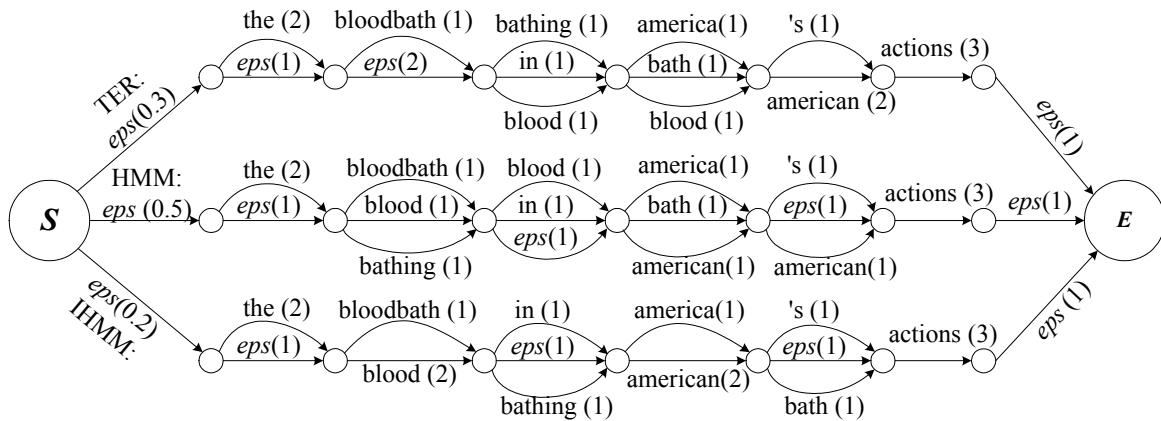 the (2) bloodbath (1) bathing (1) america(1) 's (1) actions (3)
TER: eps(1) eps(2) in (1) bath (1) american (2)
eps(0.3) blood (1) blood (1) eps(1)
HMM: the (2) bloodbath (1) blood (1) america(1) 's (1) actions (3) eps(1)
S eps (0.5) eps(1) blood (1) in (1) bath (1) eps(1) E
bathing (1) eps(1) american(1) american(1)
eps(0.2) the (2) bloodbath (1) in (1) america(1) 's (1) actions (3) eps (1)
IHMM: eps(1) blood (2) eps(1) american(2) eps(1)
bathing (1) bath (1)